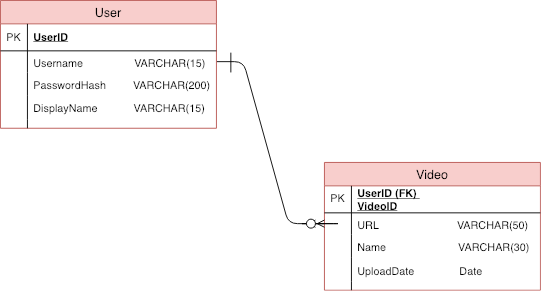 User
PK UserID
Username VARCHAR(15)
PasswordHash VARCHAR(200)
DisplayName VARCHAR(15)
Video
PK UserID (FK)
VideoID
URL VARCHAR(50)
Name VARCHAR(30)
UploadDate Date